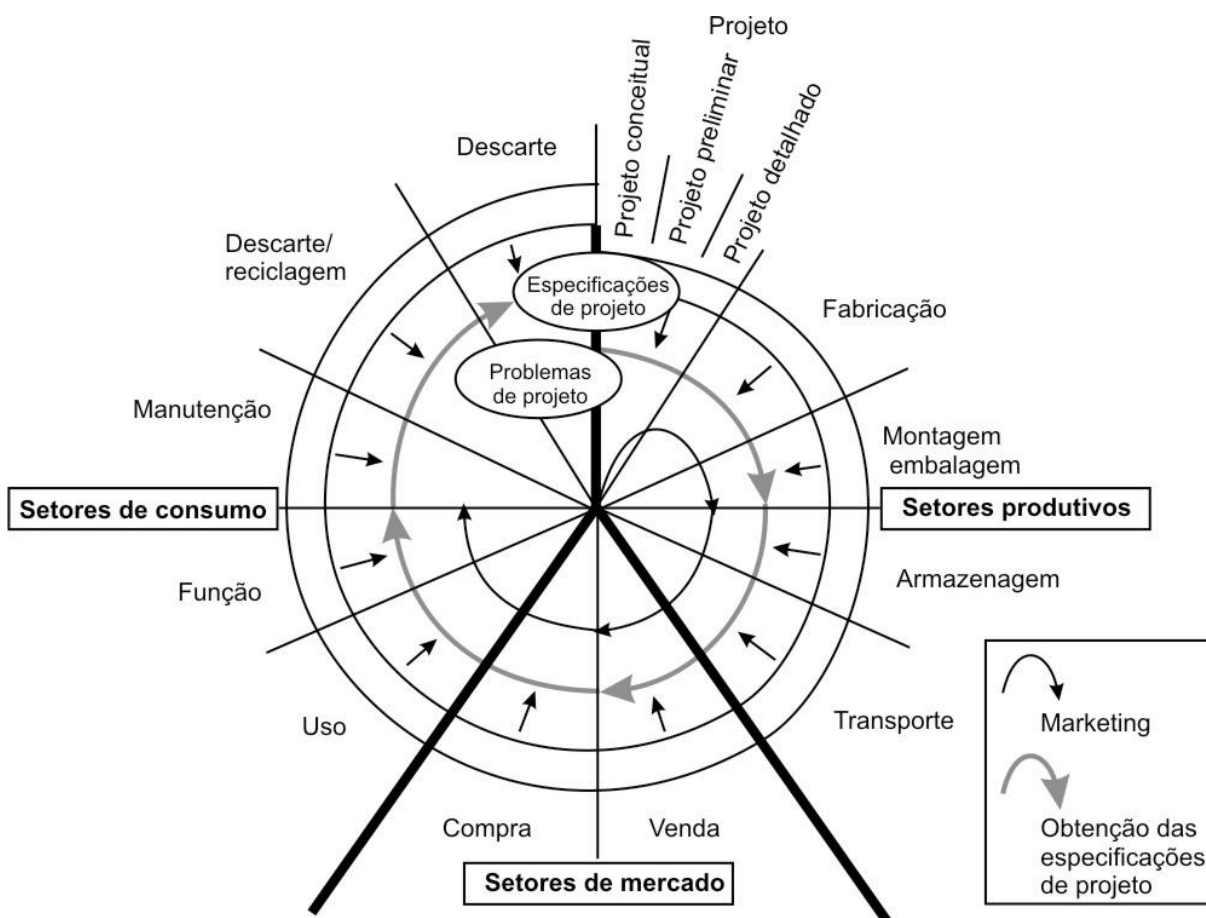 Projeto
Projeto conceitual
Projeto preliminar
Projeto detalhado
Descarte
Descarte/
reciclagem
Especificações
de projeto
Fabricação
Problemas
de projeto
Manutenção
Montagem
embalagem
Setores de consumo
Setores produtivos
Função
Armazenagem
Uso
Transporte
Marketing
Compra
Venda
Obtenção das
especificações
de projeto
Setores de mercado